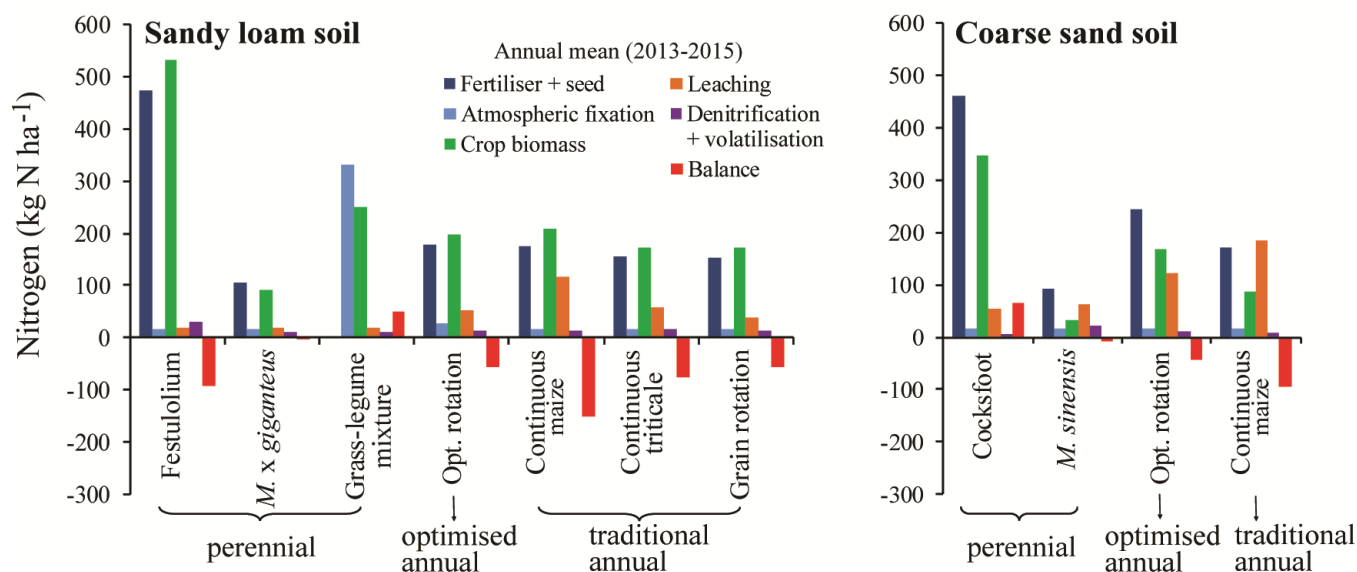 Nitrogen (kg N ha⁻¹)
600
500
400
300
200
100
0
-100
-200
-300
Sandy loam soil
Annual mean (2013-2015)
Fertiliser + seed
Atmospheric fixation
Crop biomass
Leaching
Denitrification
+ volatilisation
Balance
Festulolium
M. x giganteus
Grass-legume
mixture
Opt. rotation
Continuous
maize
Continuous
triticale
Grain rotation
perennial
optimised
annual
traditional
annual
600
500
400
300
200
100
0
-100
-200
-300
Coarse sand soil
Cocksfoot
M. sinensis
Opt. rotation
Continuous
maize
perennial
optimised
annual
traditional
annual